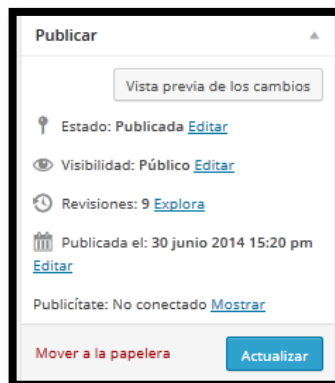 Publicar
Vista previa de los cambios
Estado: Publicada Editar
Visibilidad: Público Editar
Revisiones: 9 Explora
Publicada el: 30 junio 2014 15:20 pm
Editar
Publicítate: No conectado Mostrar
Mover a la papelera
Actualizar